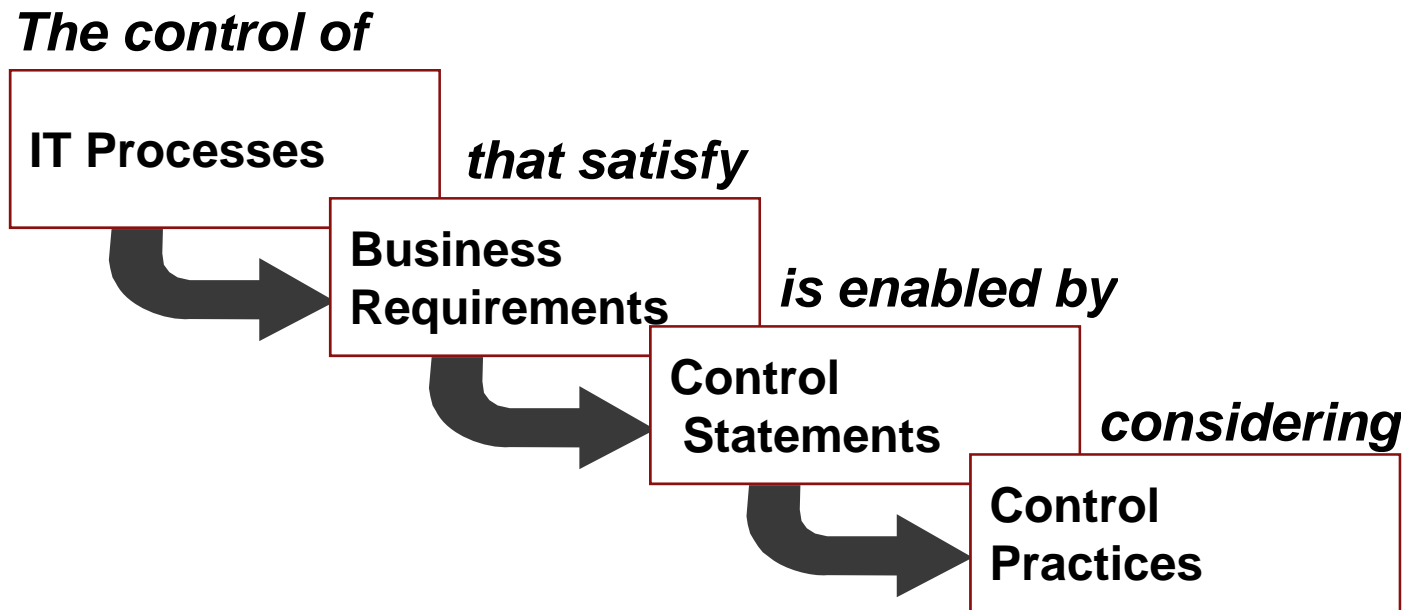 The control of
IT Processes
that satisfy
Business
Requirements
is enabled by
Control
Statements
considering
Control
Practices